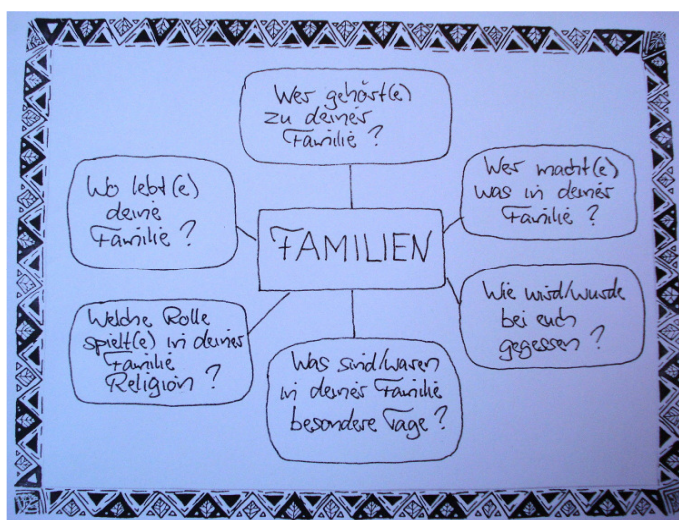 Wer gehört(e)
zu deiner
Familie ?
Wo lebt(e)
deine
Familie ?
Wer macht(e)
was in deiner
Familie ?
FAMILIEN
Welche Rolle
spielt(e) in deiner
Familie
Religion ?
Wie wird/wurde
bei euch
gegessen ?
Was sind/waren
in deiner Familie
besondere Tage ?